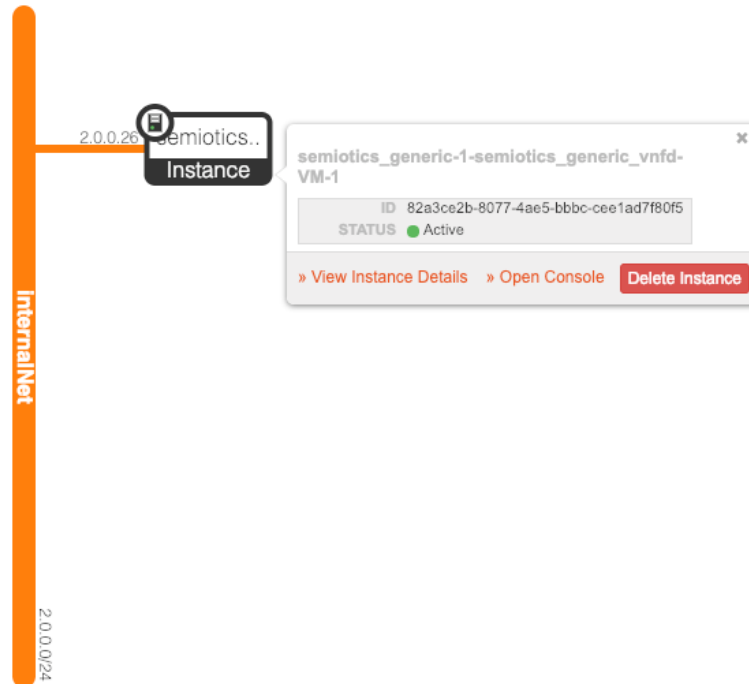 2.0.0.26
semiotics..
Instance
✖
semiotics_generic-1-semiotics_generic_vnfd-
VM-1
ID 82a3ce2b-8077-4ae5-bbbc-cee1ad7f80f5
STATUS Active
» View Instance Details » Open Console Delete Instance
InternalNet
2.0.0.0/24